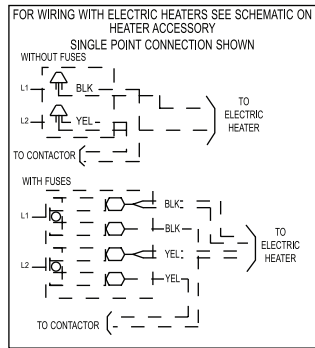 FOR WIRING WITH ELECTRIC HEATERS SEE SCHEMATIC ON
HEATER ACCESSORY
SINGLE POINT CONNECTION SHOWN
WITHOUT FUSES
L1
BLK
L2
YEL
TO
ELECTRIC
HEATER
TO CONTACTOR
WITH FUSES
BLK
L1
BLK
YEL
TO
ELECTRIC
HEATER
L2
YEL
TO CONTACTOR